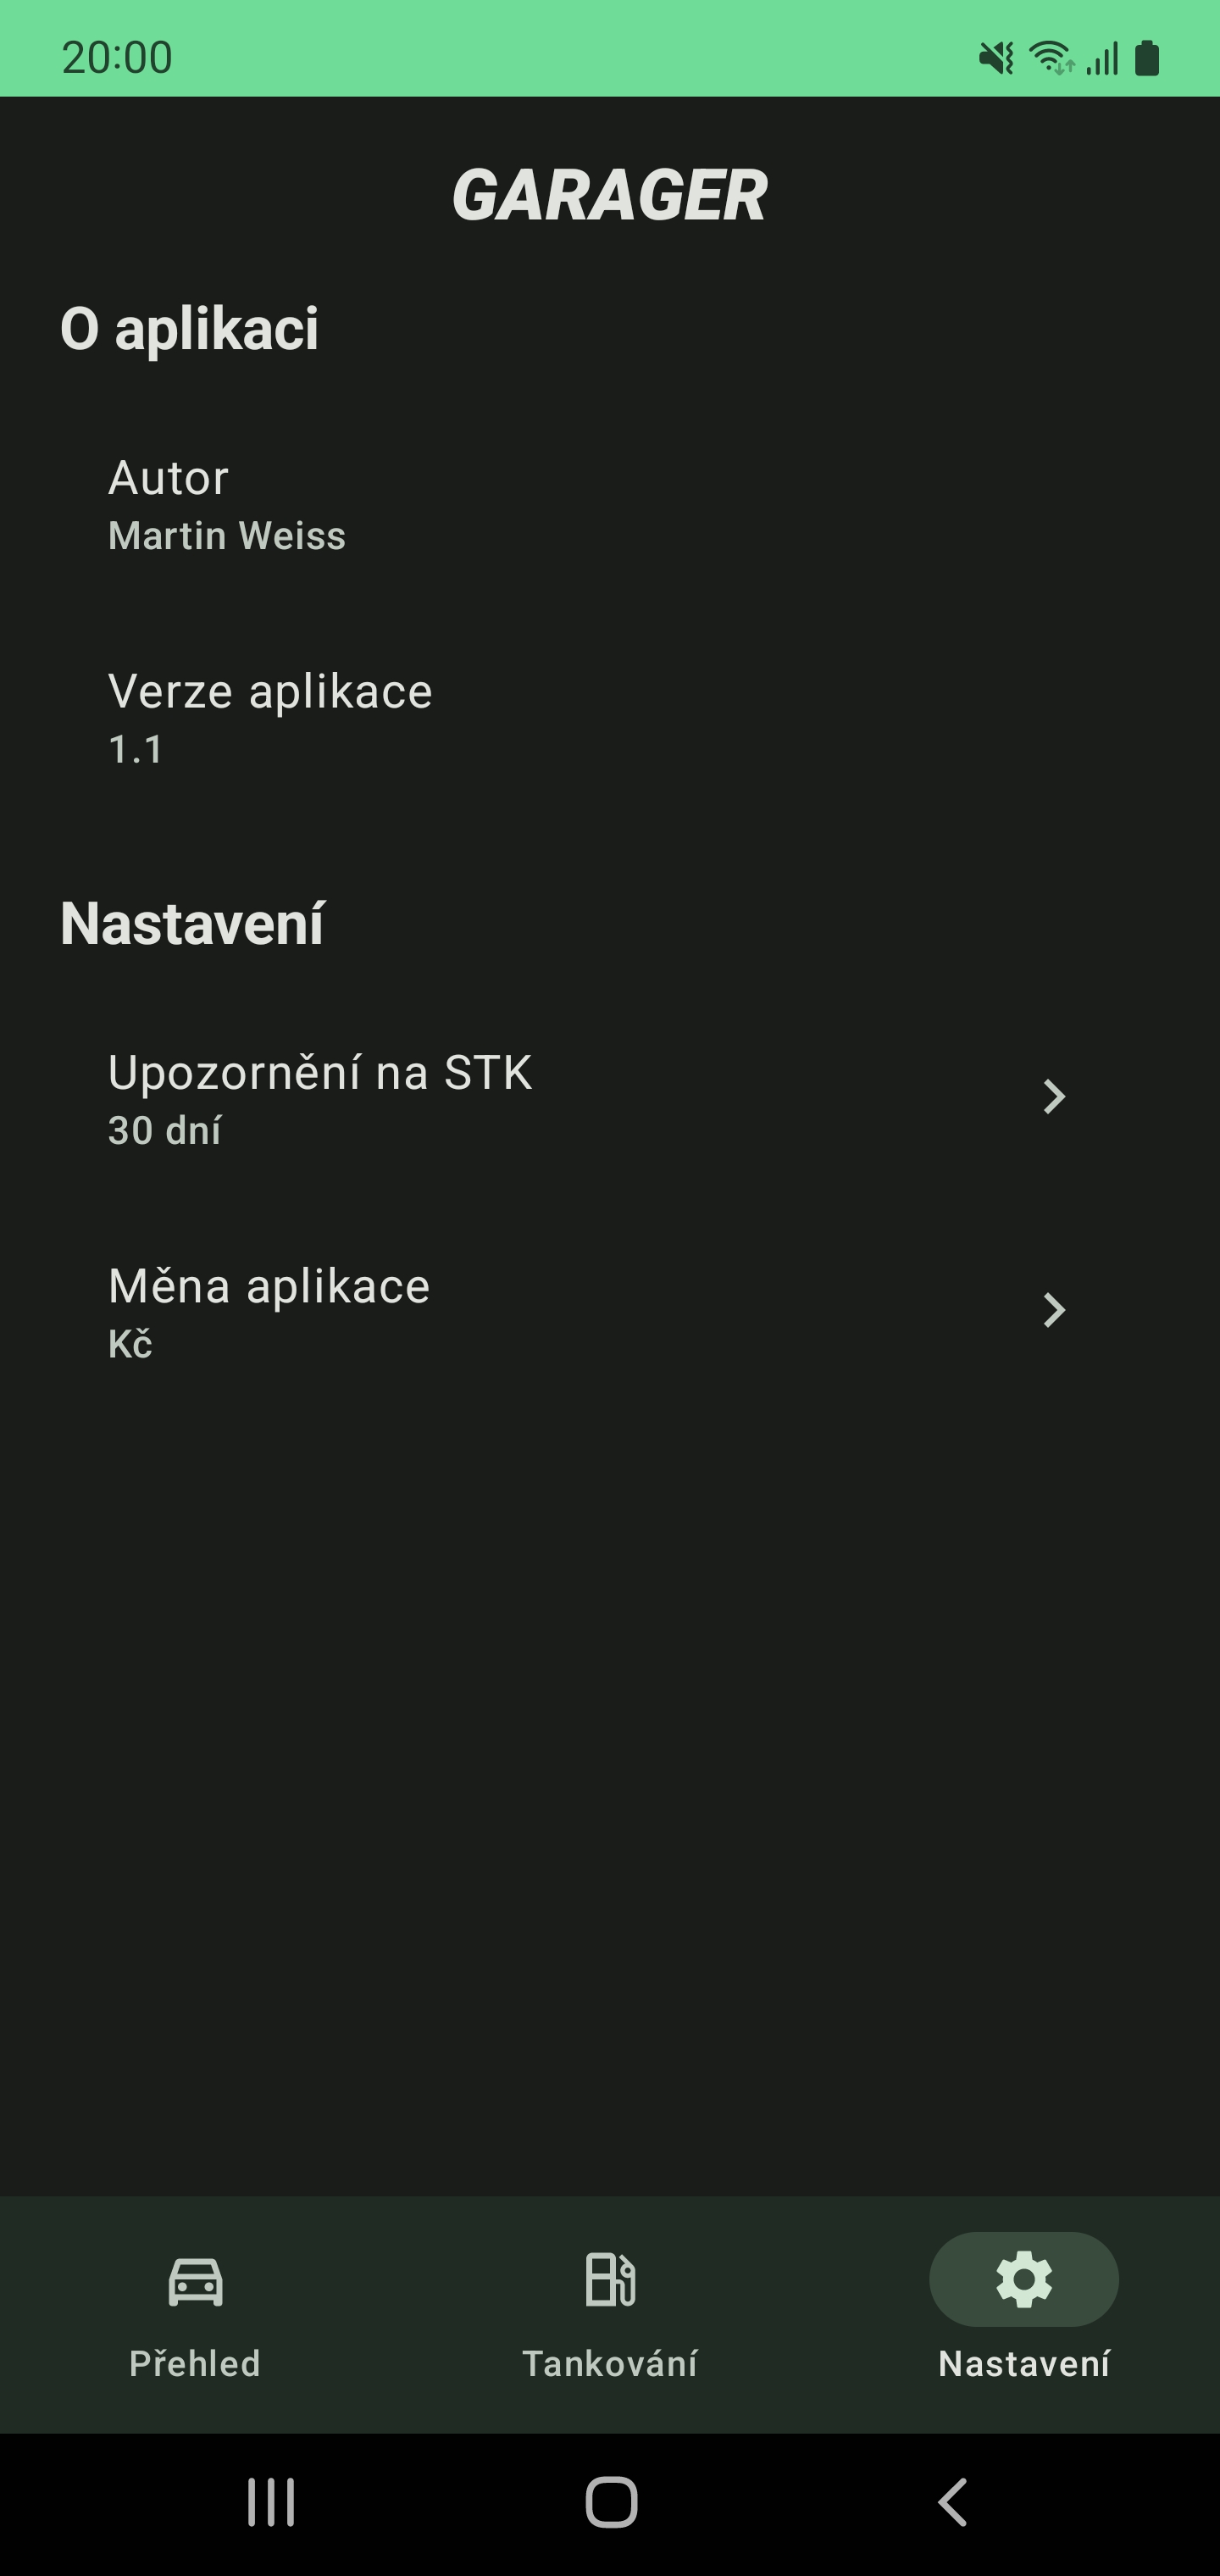 20:00
GARAGER
O aplikaci
Autor
Martin Weiss
Verze aplikace
1.1
Nastavení
Upozornění na STK
30 dní
Měna aplikace
Kč
Přehled
Tankování
Nastavení